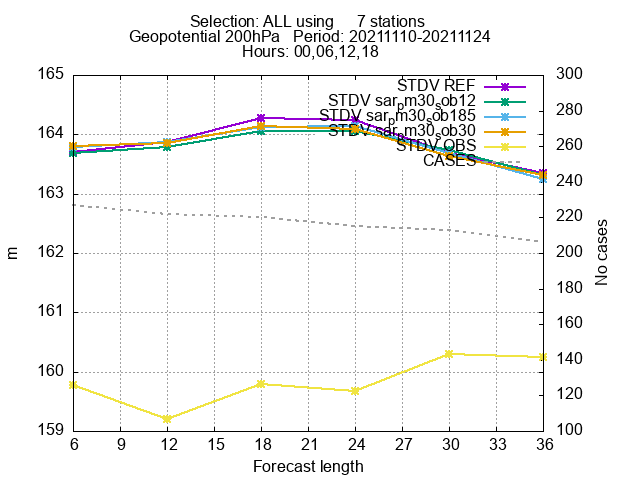 Selection: ALL using 7 stations
Geopotential 200hPa Period: 20211110-20211124
Hours: 00,06,12,18
165
164
163
162
161
160
159
m
300
280
260
240
220
200
180
160
140
120
100
No cases
STDV REF
STDV sar_pm30_sob12
STDV sar_pm30_sob185
STDV sar_pm30_sob30
STDV OBS
CASES
6 9 12 15 18 21 24 27 30 33 36
Forecast length